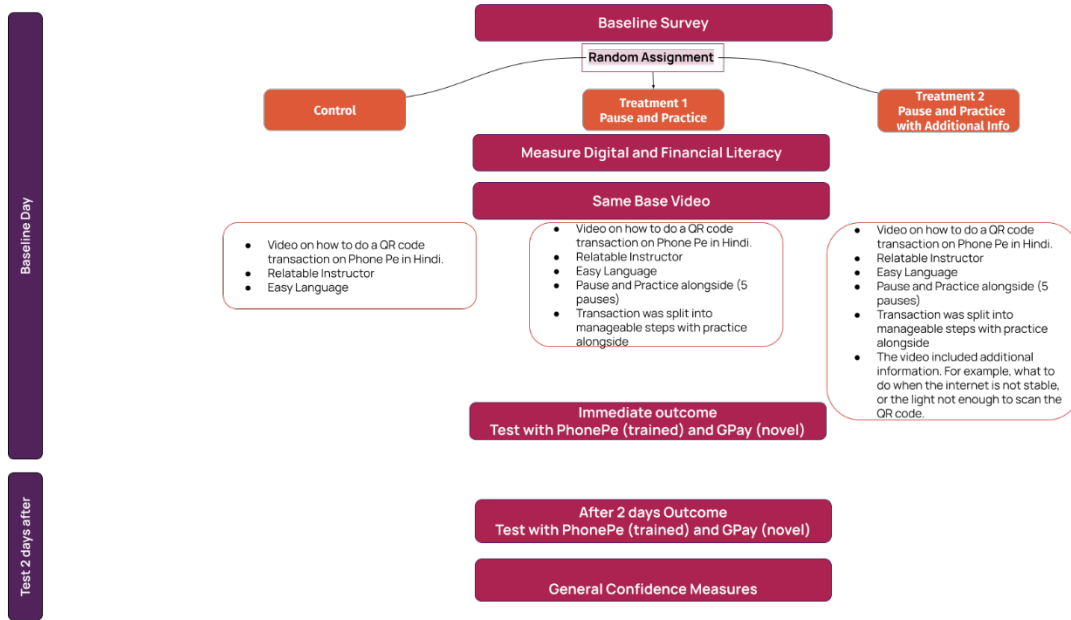 Baseline Survey
Random Assignment
Control
Treatment 1
Pause and Practice
Treatment 2
Pause and Practice
with Additional Info
Measure Digital and Financial Literacy
Same Base Video
Baseline Day
● Video on how to do a QR code
transaction on Phone Pe in Hindi.
● Relatable Instructor
● Easy Language
● Video on how to do a QR code
transaction on Phone Pe in Hindi.
● Relatable Instructor
● Easy Language
● Pause and Practice alongside (5
pauses)
● Transaction was split into
manageable steps with practice
alongside
● Video on how to do a QR code
transaction on Phone Pe in Hindi.
● Relatable Instructor
● Easy Language
● Pause and Practice alongside (5
pauses)
● Transaction was split into
manageable steps with practice
alongside
● The video included additional
information. For example, what to
do when the internet is not stable,
or the light not enough to scan the
QR code.
Immediate outcome
Test with PhonePe (trained) and GPay (novel)
Test 2 days after
After 2 days Outcome
Test with PhonePe (trained) and GPay (novel)
General Confidence Measures